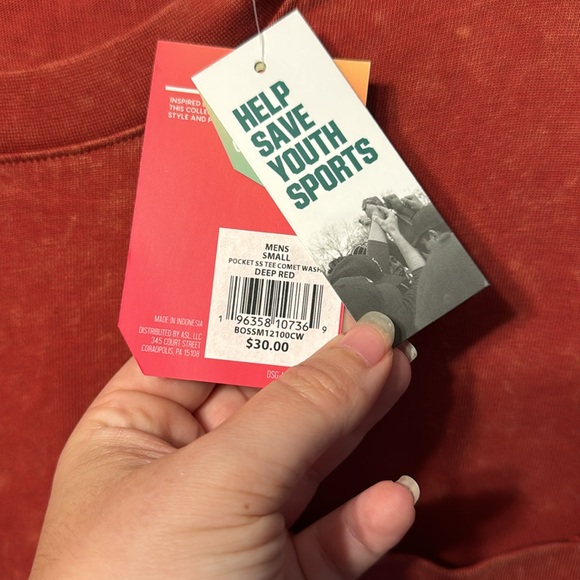 HELP
SAVE
YOUTH
SPORTS
INSPIRED
THIS COLLE
STYLE AND
MENS
SMALL
POCKET SS TEE COMET WASH
DEEP RED
1 96358 10736 9
BOSSM12100CW
$30.00
MADE IN INDONESIA
DISTRIBUTED BY ASL, LLC
345 COURT STREET
CORAOPOLIS, PA 15108
DSG-